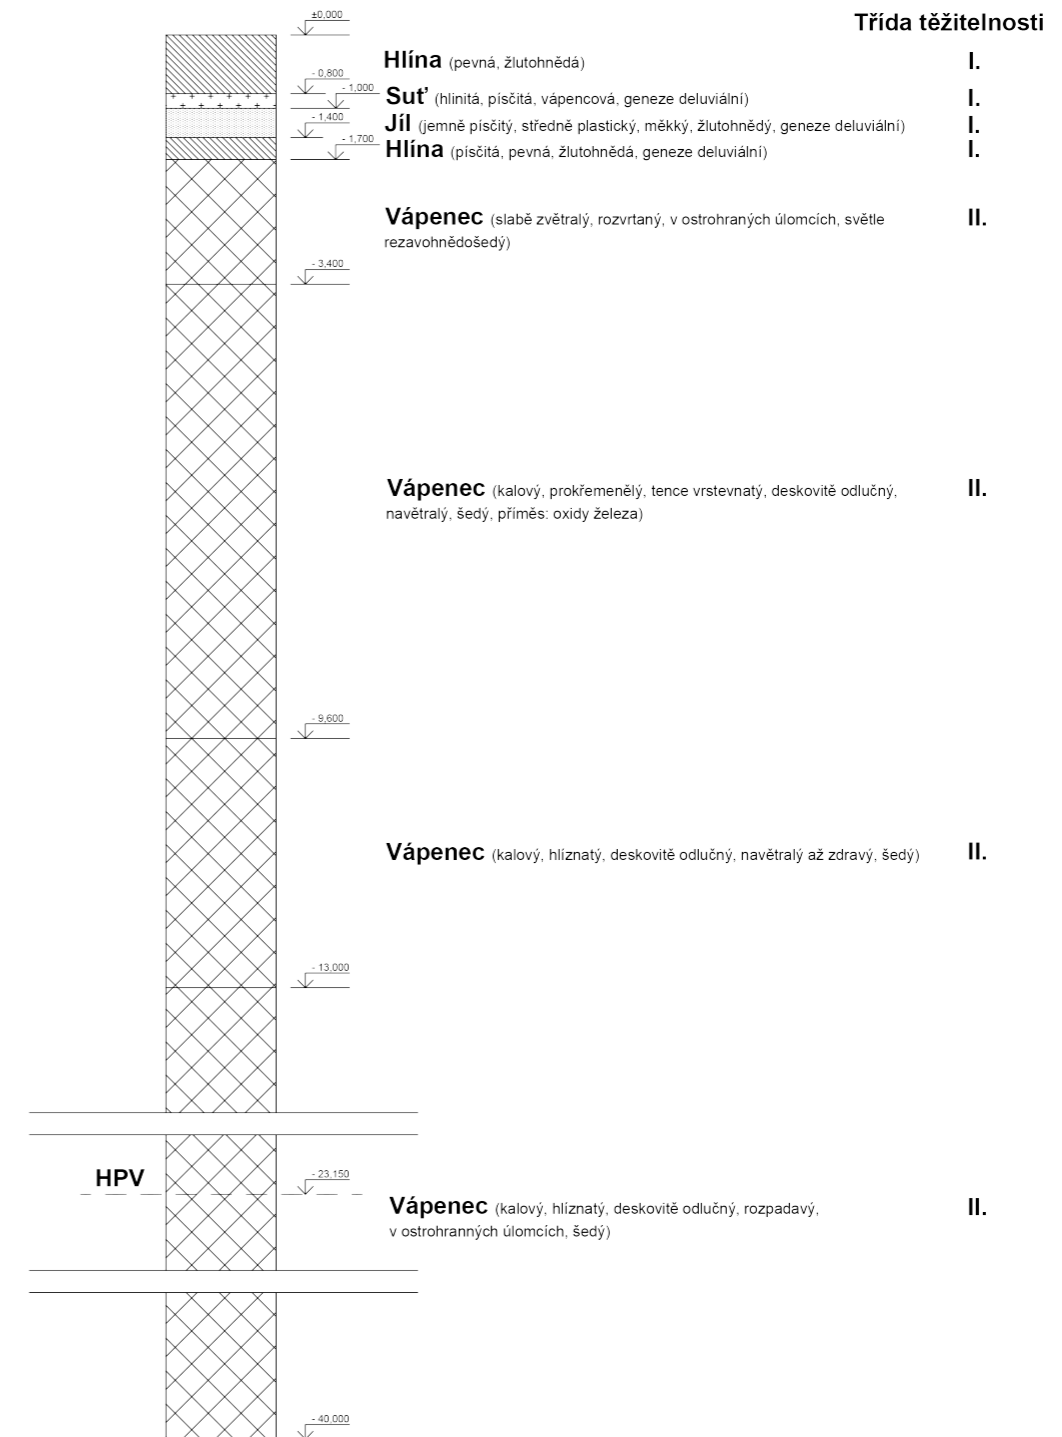 ±0,000
Třída těžitelnosti
Hlína (pevná, žlutohnědá) I.
- 0,800
- 1,000
Suť (hlinitá, písčitá, vápencová, geneze deluviální) I.
- 1,400
Jíl (jemně písčitý, středně plastický, měkký, žlutohnědý, geneze deluviální) I.
- 1,700
Hlína (písčitá, pevná, žlutohnědá, geneze deluviální) I.
Vápenec (slabě zvětralý, rozvrtaný, v ostrohraných úlomcích, světle II.
rezavohnědošedý)
- 3,400
Vápenec (kalový, prokřemenělý, tence vrstevnatý, deskovitě odlučný, II.
navětralý, šedý, příměs: oxidy železa)
- 9,600
Vápenec (kalový, hlíznatý, deskovitě odlučný, navětralý až zdravý, šedý) II.
- 13,000
HPV
- 23,150
Vápenec (kalový, hlíznatý, deskovitě odlučný, rozpadavý, II.
v ostrohranných úlomcích, šedý)
- 40,000